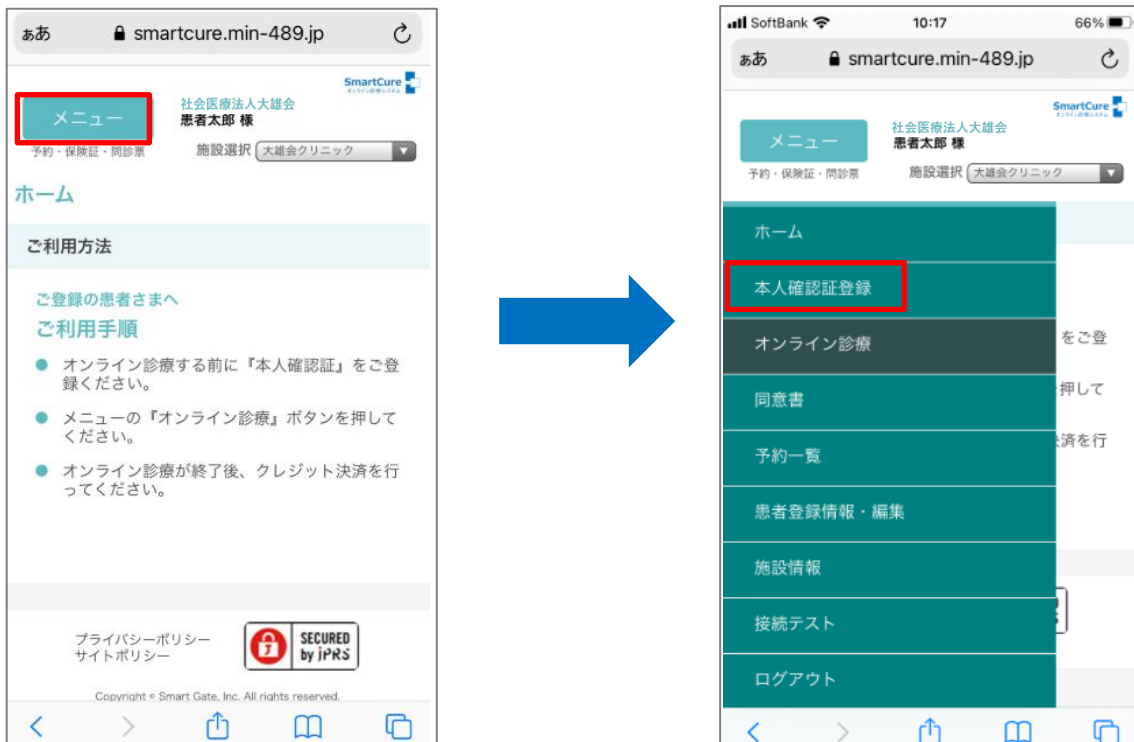 ああ smartcure.min-489.jp
SmartCure
メニュー
社会医療法人大雄会
患者太郎 様
予約・保険証・問診票
施設選択 大雄会クリニック
ホーム
ご利用方法
ご登録の患者さまへ
ご利用手順
オンライン診療する前に『本人確認証』をご登
録ください。
メニューの『オンライン診療』ボタンを押して
ください。
オンライン診療が終了後、クレジット決済を行
ってください。
プライバシーポリシー
サイトポリシー
SECURED
by JPRS
Copyright © Smart Gate, Inc. All rights reserved.
SoftBank 10:17 66%
ああ smartcure.min-489.jp
SmartCure
メニュー
社会医療法人大雄会
患者太郎 様
予約・保険証・問診票
施設選択 大雄会クリニック
ホーム
本人確認証登録
オンライン診療
をご登
同意書
押して
予約一覧
済を行
患者登録情報・編集
施設情報
接続テスト
ログアウト